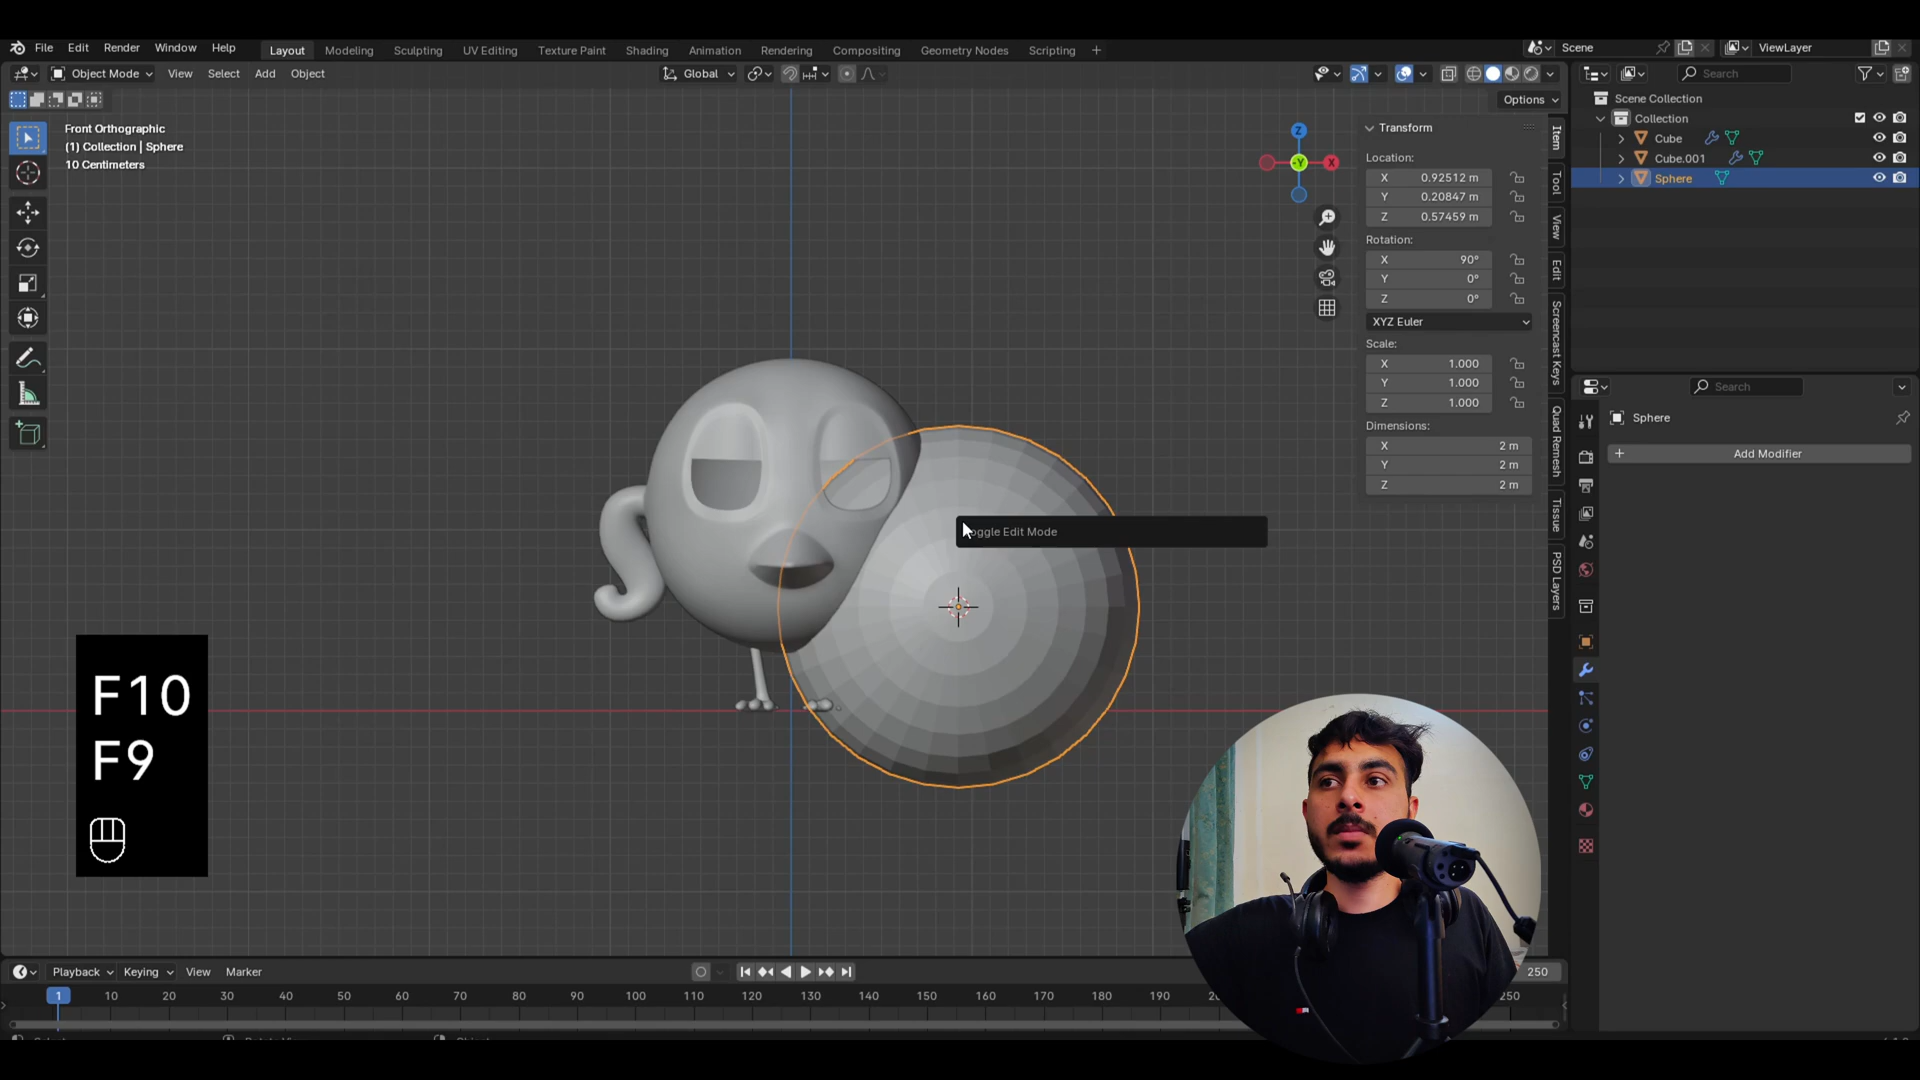 File Edit Render Window Help
Layout Modeling Sculpting UV Editing Texture Paint Shading Animation Rendering Compositing Geometry Nodes Scripting +
Scene ViewLayer
Object Mode View Select Add Object
Global
Search
Options
Front Orthographic
(1) Collection | Sphere
10 Centimeters
Z
Y
X
Transform
Location:
X 0.92512 m
Y 0.20847 m
Z 0.57459 m
Rotation:
X 90°
Y 0°
Z 0°
XYZ Euler
Scale:
X 1.000
Y 1.000
Z 1.000
Dimensions:
X 2 m
Y 2 m
Z 2 m
Item
Tool
View
Edit
Screencast Keys
Quad Remesh
Tissue
PSD Layers
Scene Collection
Collection
Cube
Cube.001
Sphere
Search
Sphere
+ Add Modifier
oggle Edit Mode
F10
F9
Playback Keying View Marker
250
1 10 20 30 40 50 60 70 80 90 100 110 120 130 140 150 160 170 180 190
250